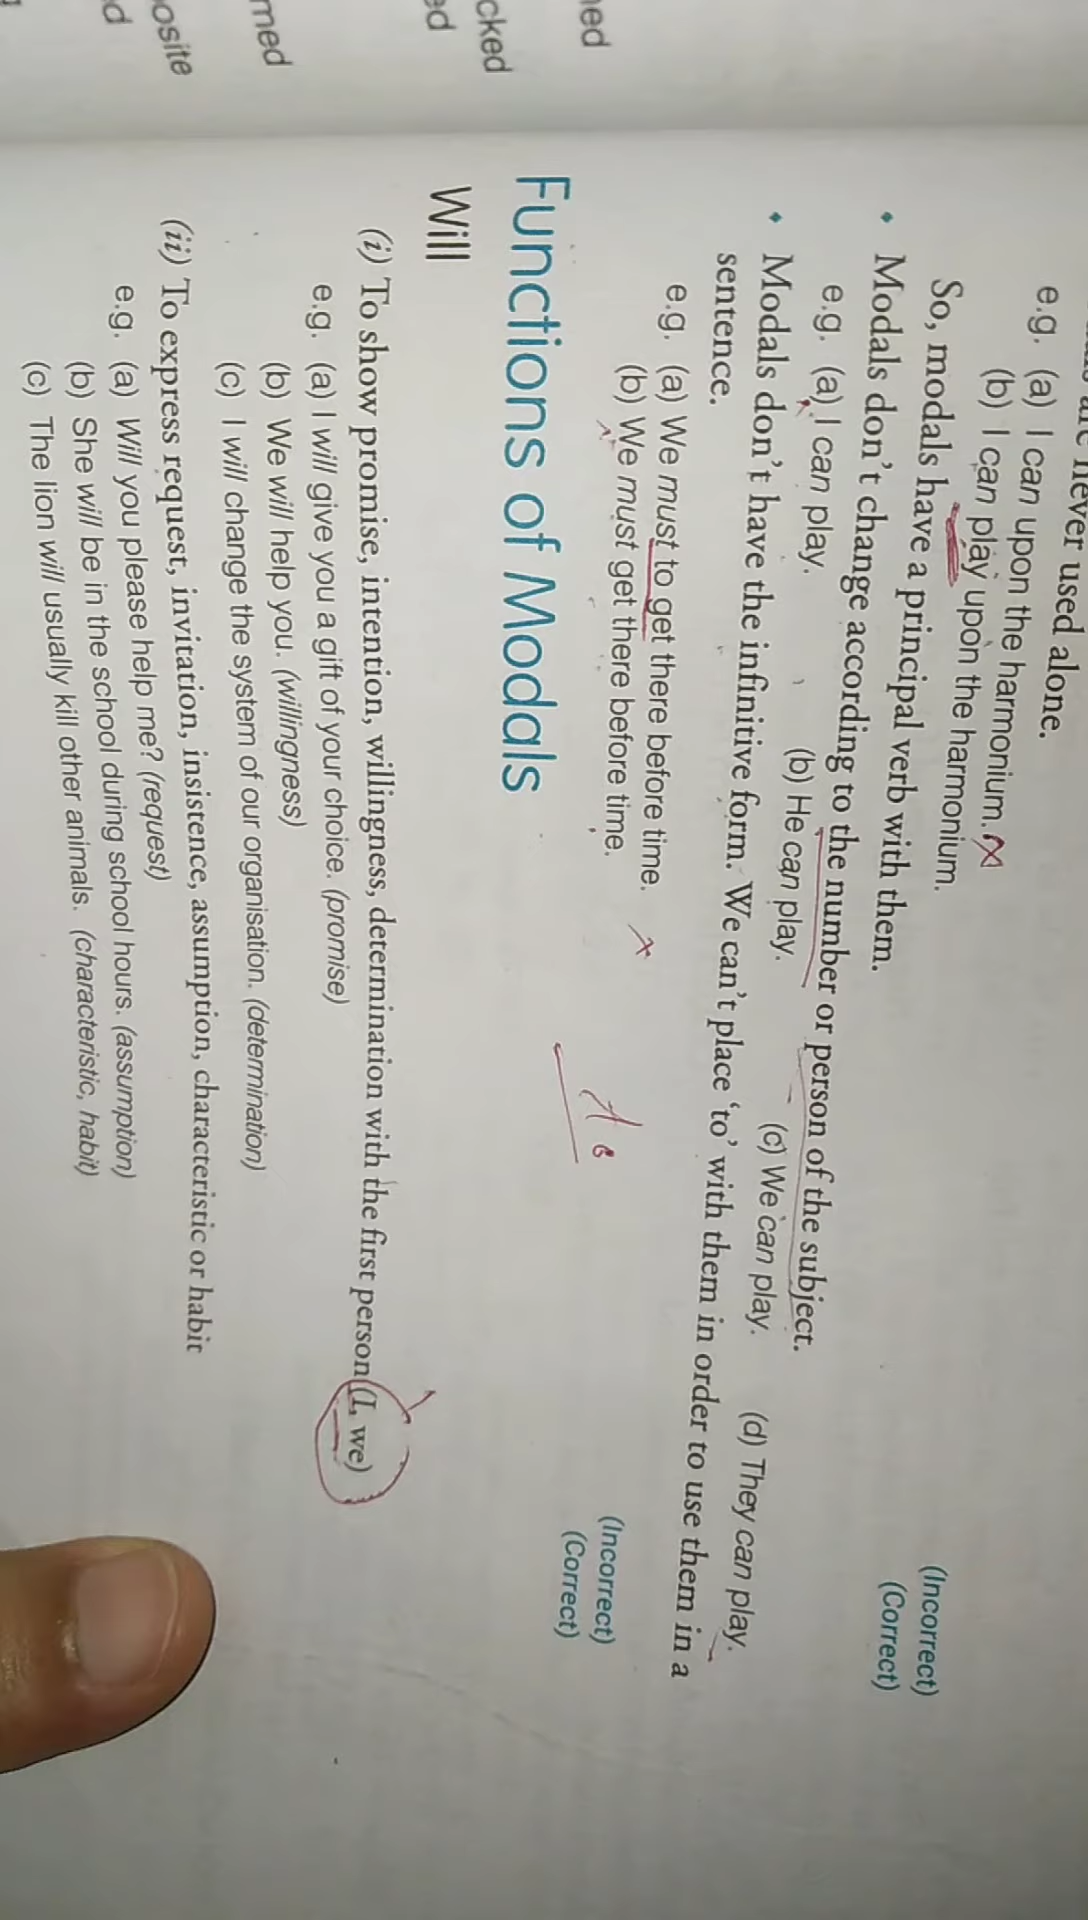 never used alone.
e.g. (a) I can upon the harmonium. (Incorrect)
(b) I can play upon the harmonium. (Correct)
So, modals have a principal verb with them.
• Modals don't change according to the number or person of the subject.
e.g. (a) I can play. (b) He can play. (c) We can play. (d) They can play.
• Modals don't have the infinitive form. We can't place 'to' with them in order to use them in a
sentence.
e.g. (a) We must to get there before time. (Incorrect)
(b) We must get there before time. (Correct)
Functions of Modals
Will
(i) To show promise, intention, willingness, determination with the first person (I, we)
e.g. (a) I will give you a gift of your choice. (promise)
(b) We will help you. (willingness)
(c) I will change the system of our organisation. (determination)
(ii) To express request, invitation, insistence, assumption, characteristic or habit
e.g. (a) Will you please help me? (request)
(b) She will be in the school during school hours. (assumption)
(c) The lion will usually kill other animals. (characteristic, habit)